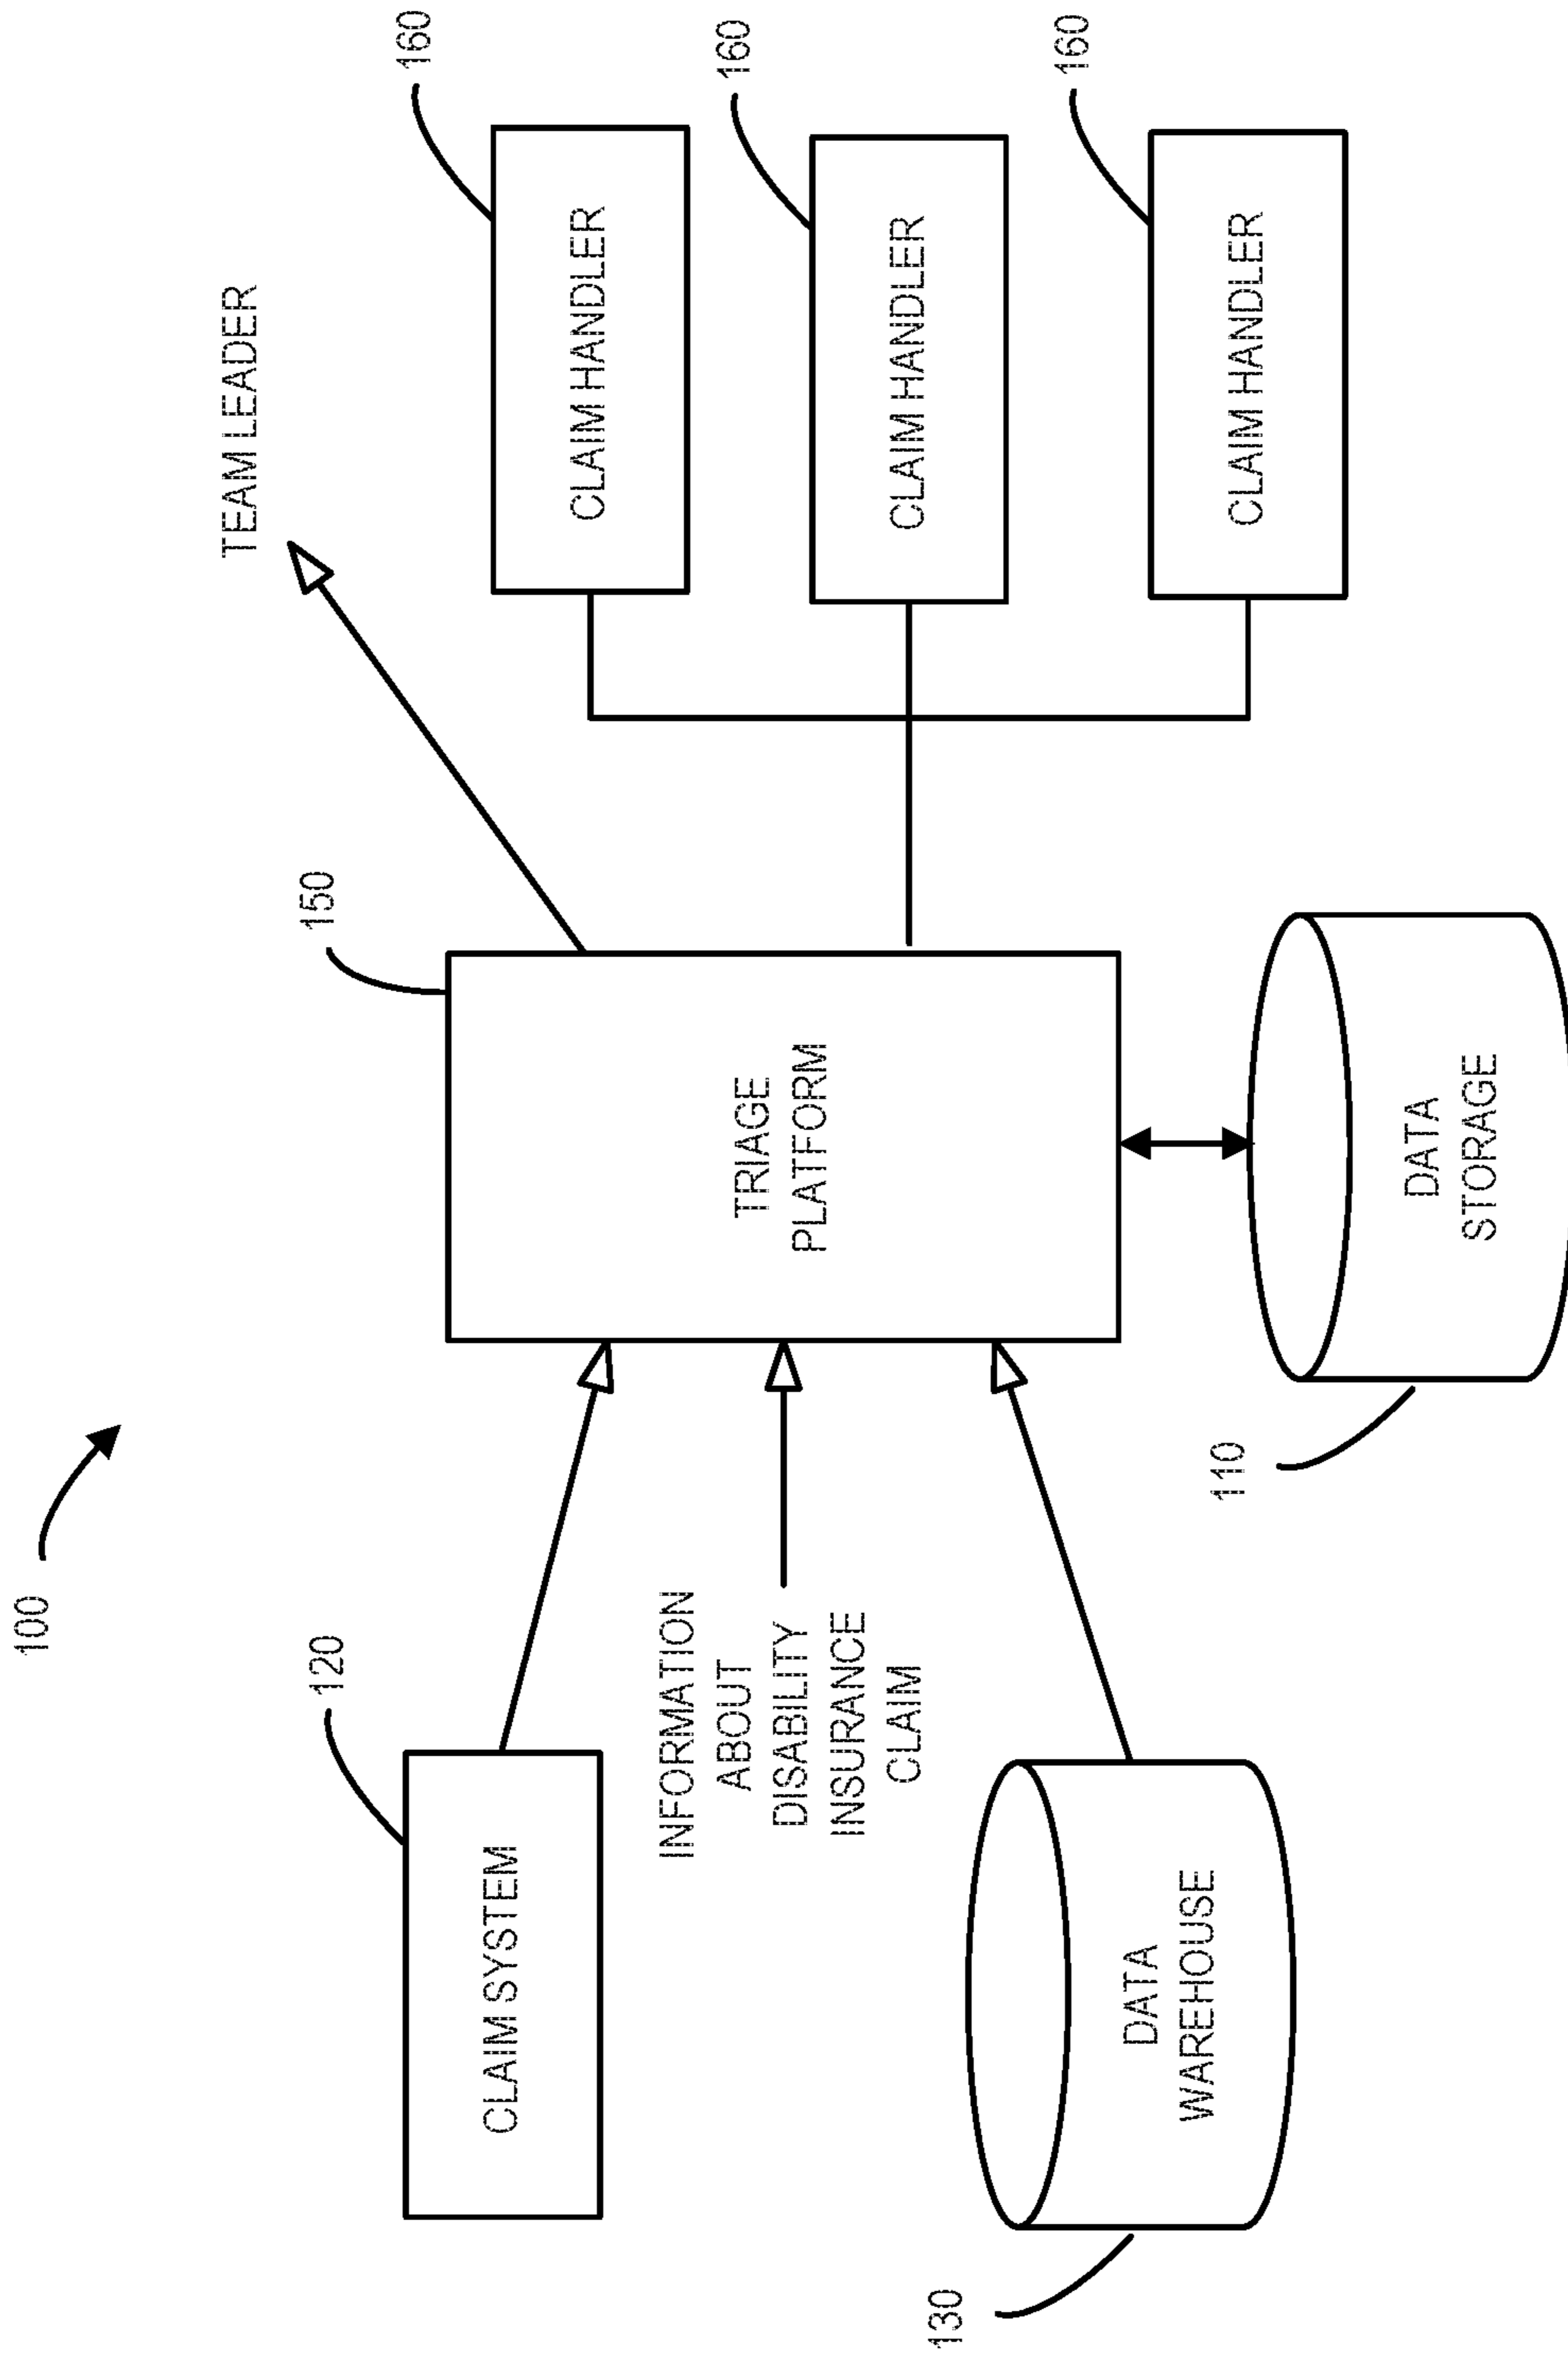 100
120
CLAIM SYSTEM
INFORMATION
ABOUT
DISABILITY
INSURANCE
CLAIM
130
DATA
WAREHOUSE
150
TRIAGE
PLATFORM
110
DATA
STORAGE
TEAM LEADER
160
CLAIM HANDLER
160
CLAIM HANDLER
160
CLAIM HANDLER